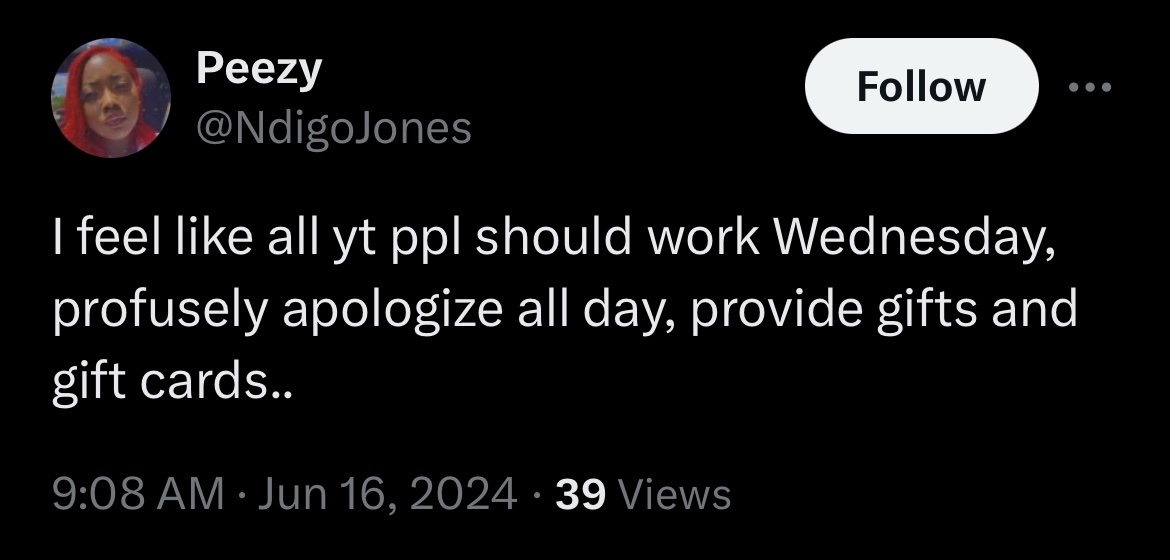 Peezy
@NdigoJones
Follow
I feel like all yt ppl should work Wednesday,
profusely apologize all day, provide gifts and
gift cards..
9:08 AM · Jun 16, 2024 · 39 Views